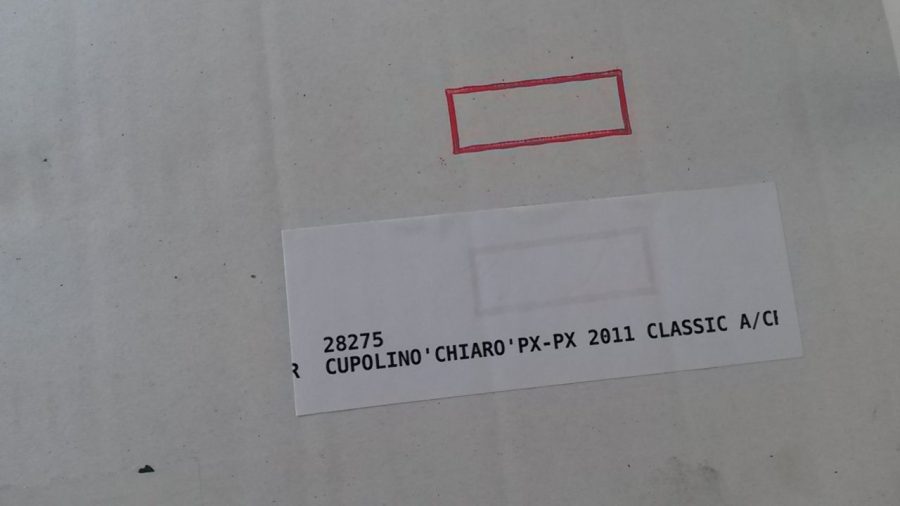 28275
R CUPOLINO'CHIARO'PX-PX 2011 CLASSIC